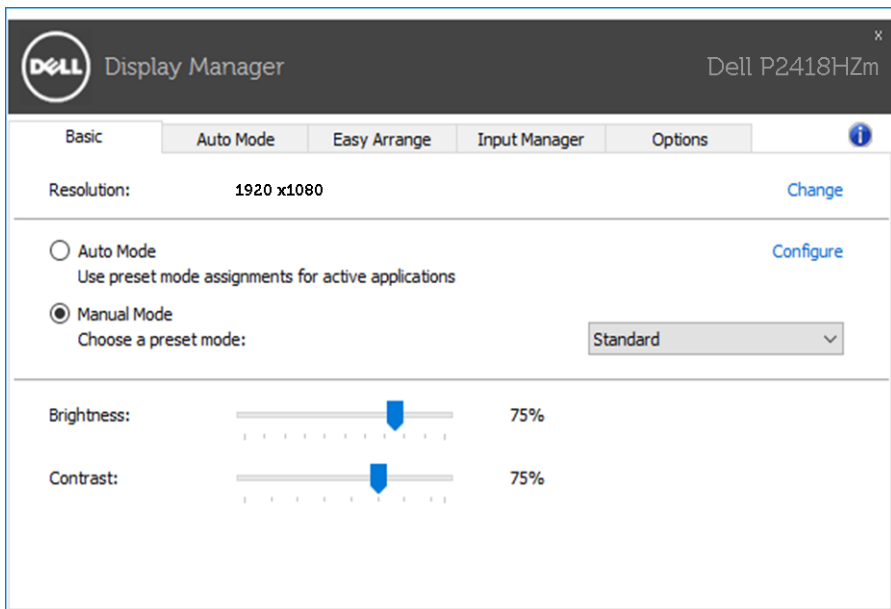 DELL Display Manager
x
Dell P2418HZm
Basic Auto Mode Easy Arrange Input Manager Options
Resolution: 1920 x1080 Change
Auto Mode Configure
Use preset mode assignments for active applications
Manual Mode
Choose a preset mode: Standard
Brightness: 75%
Contrast: 75%